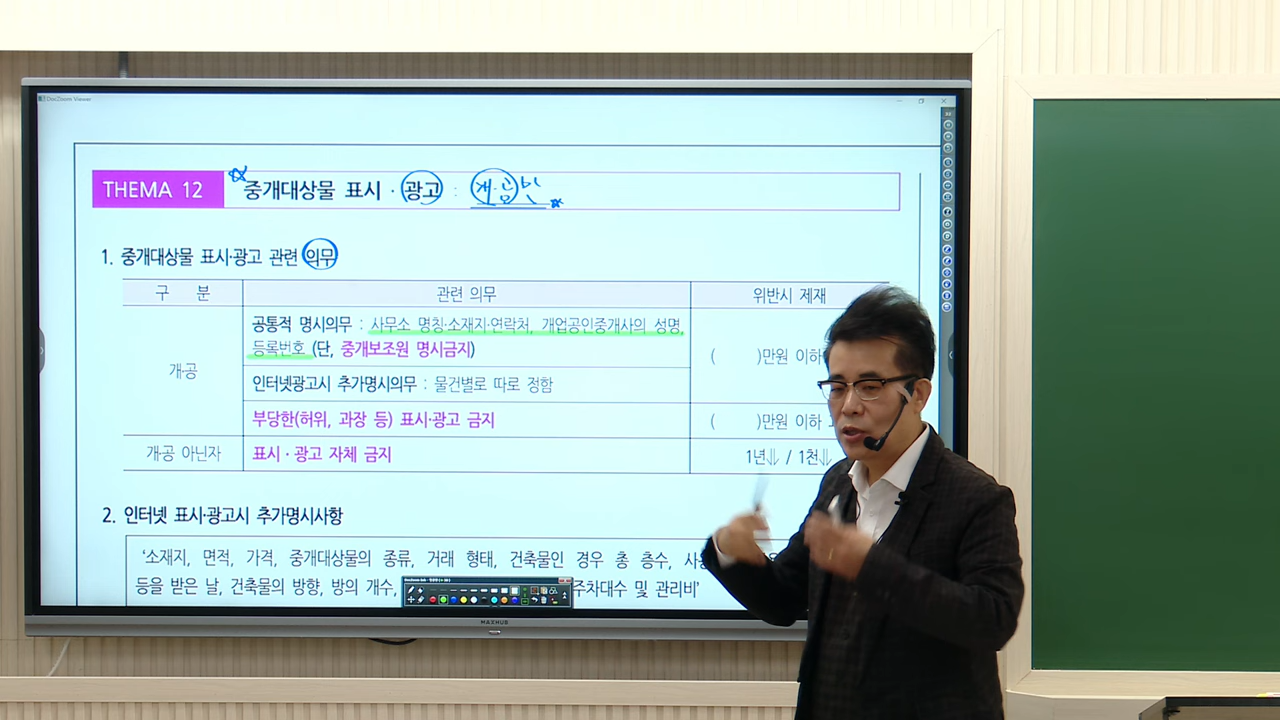 DocZoom Viewer
THEMA 12 중개대상물 표시 · 광고 : 개·공만
1. 중개대상물 표시·광고 관련 의무
구 분 관련 의무 위반시 제재
공통적 명시의무 : 사무소 명칭·소재지·연락처, 개업공인중개사의 성명,
등록번호 (단, 중개보조원 명시금지)
( )만원 이하
개공
인터넷광고시 추가명시의무 : 물건별로 따로 정함
부당한(허위, 과장 등) 표시·광고 금지 ( )만원 이하
개공 아닌자 표시 · 광고 자체 금지 1년⇓ / 1천⇓
2. 인터넷 표시·광고시 추가명시사항
'소재지, 면적, 가격, 중개대상물의 종류, 거래 형태, 건축물인 경우 총 층수,
등을 받은 날, 건축물의 방향, 방의 개수, 주차대수 및 관리비'
MAXHUB